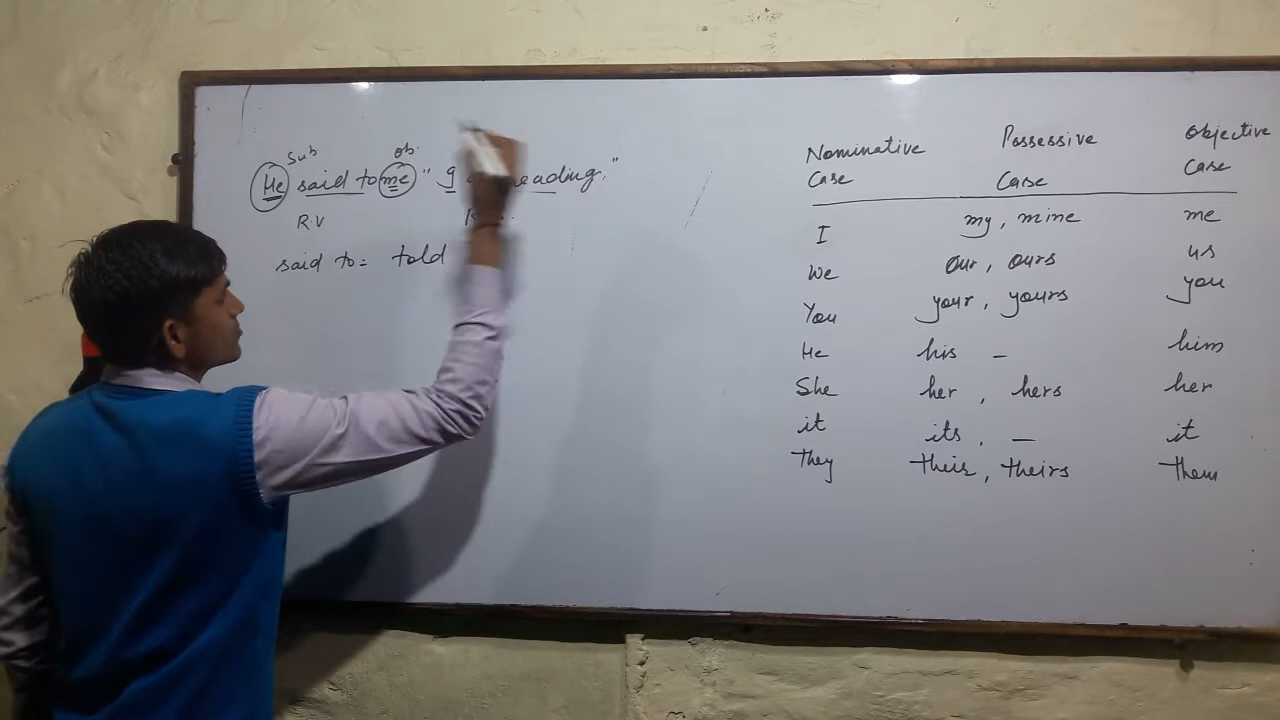 Sub ob.
He said to me " I reading."
R.V
said to = told
Nominative Case Possessive Case Objective Case
I my, mine me
We our, ours us
You your, yours you
He his - him
She her, hers her
it its, - it
They their, theirs them